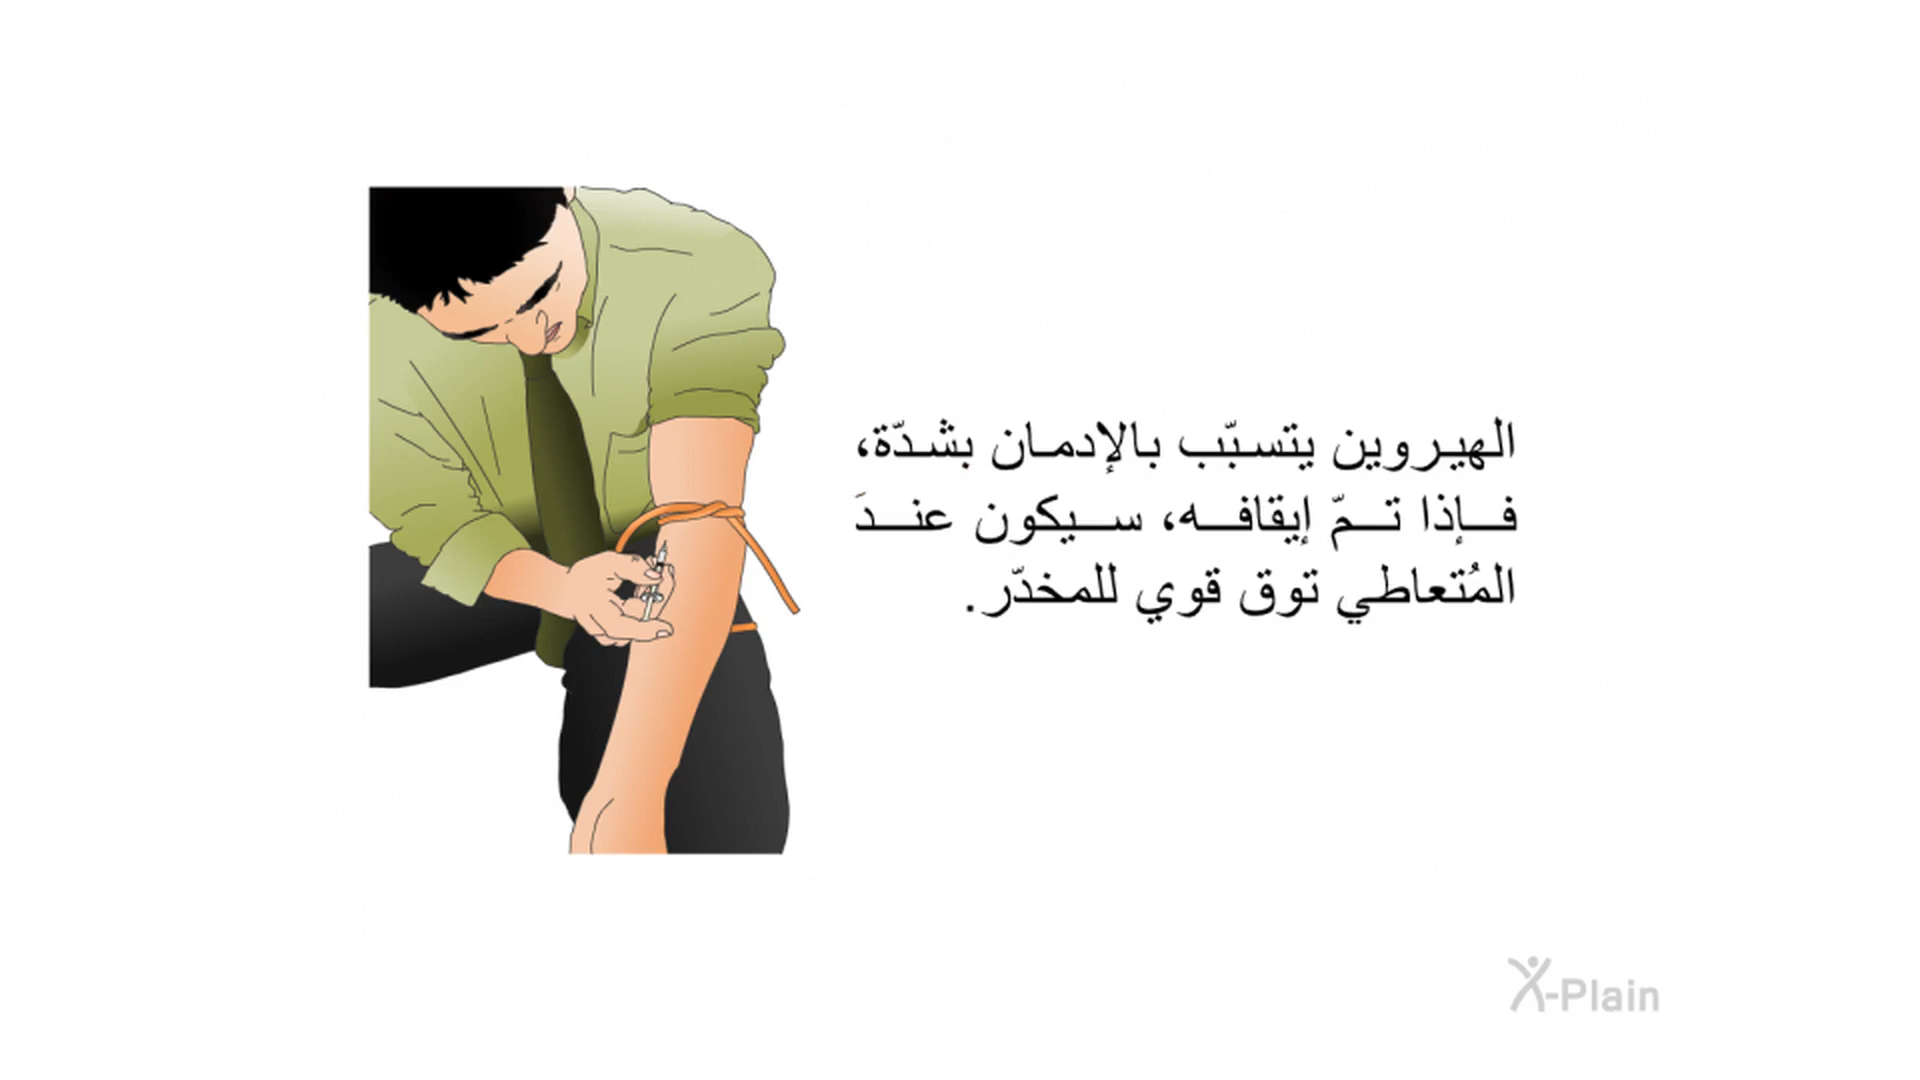 الهيروين يتسبّب بالإدمان بشدّة،
فإذا تمّ إيقافه، سيكون عندَ
المُتعاطي توق قوي للمخدّر.
X-Plain